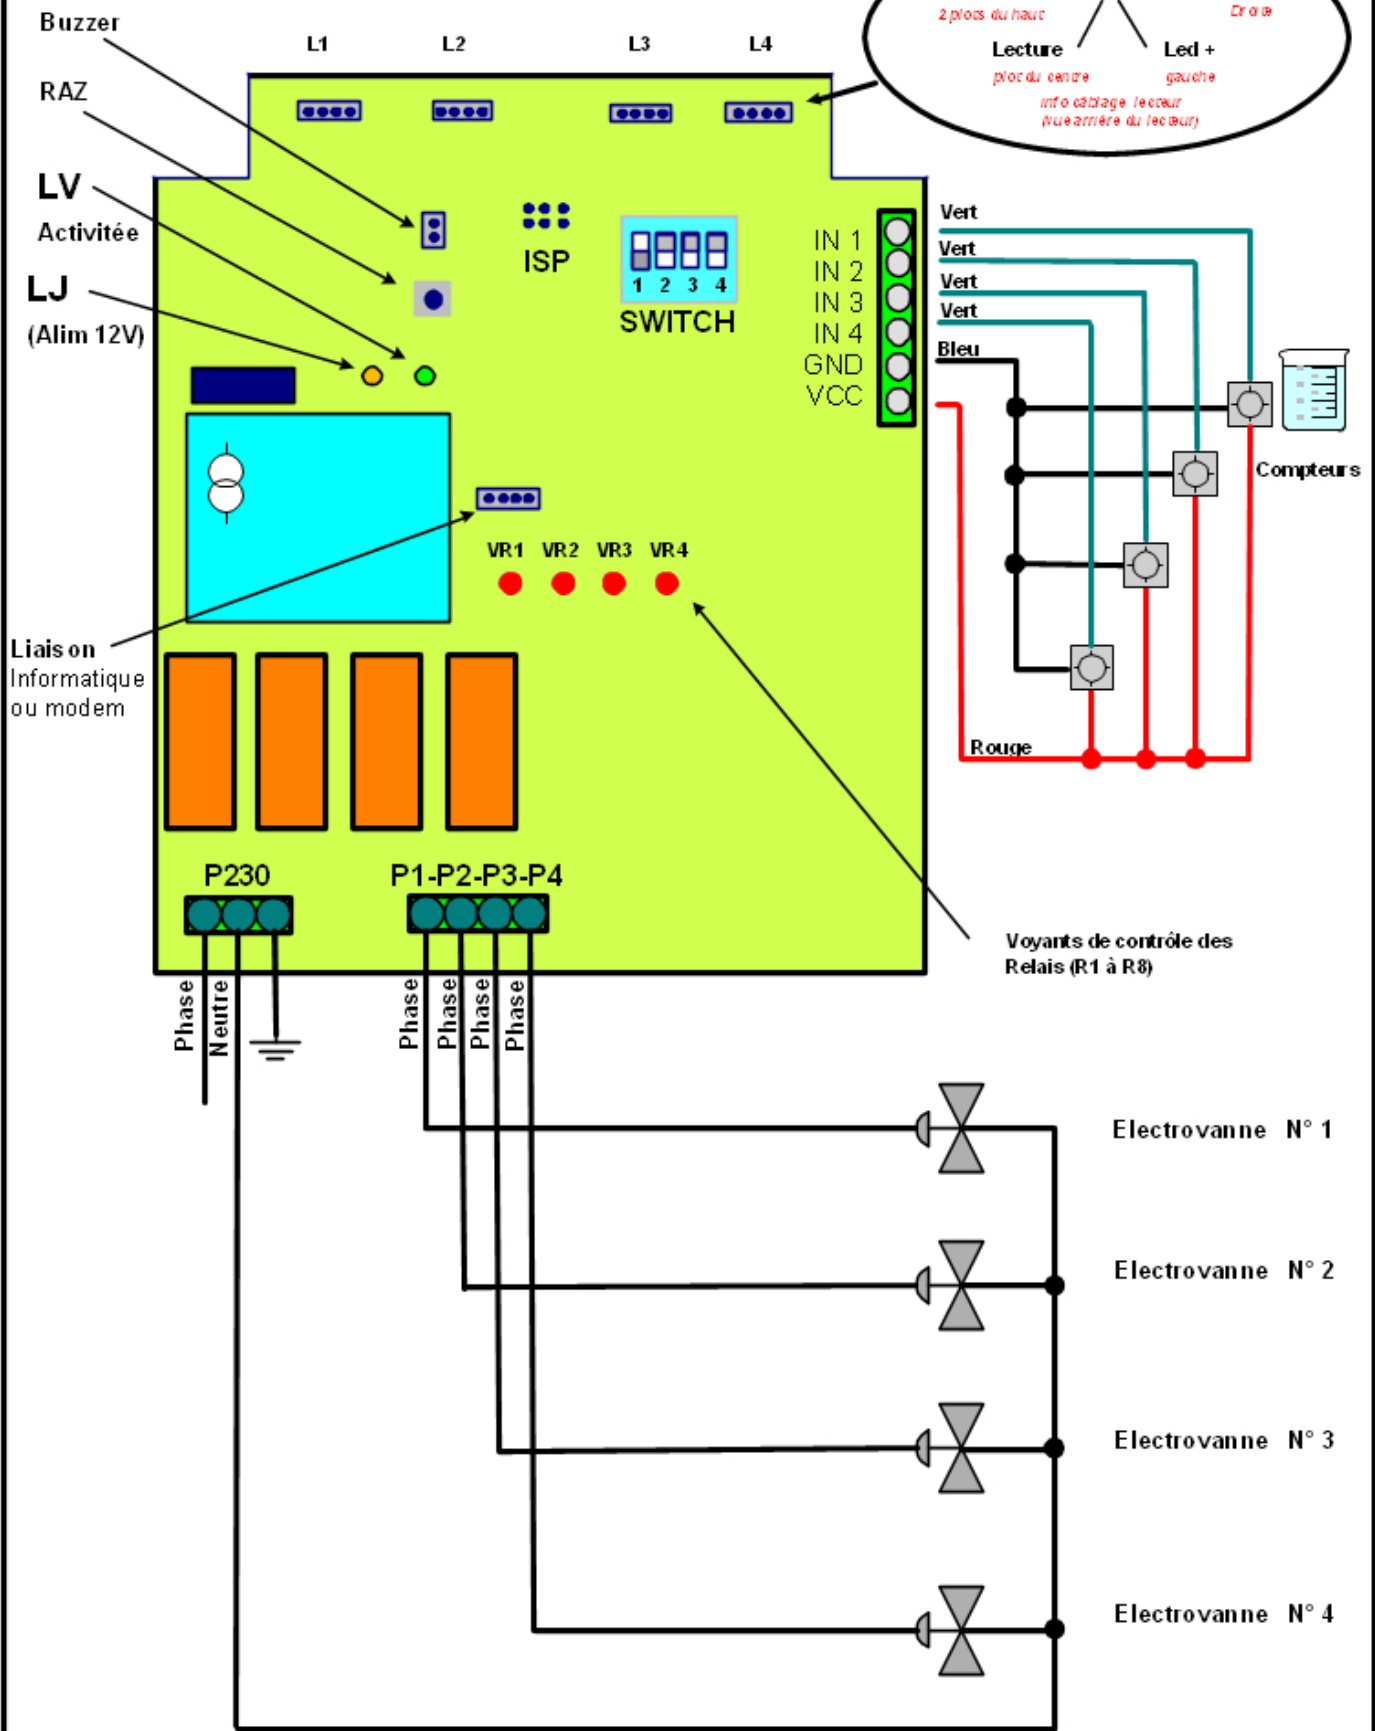 Buzzer
L1
L2
L3
L4
2 plots du haut
Droite
Lecture
Led +
plot du centre
gauche
info câblage lecteur
(vue arrière du lecteur)
RAZ
LV
Activitée
LJ
(Alim 12V)
ISP
1 2 3 4
SWITCH
IN 1
IN 2
IN 3
IN 4
GND
VCC
Vert
Vert
Vert
Vert
Bleu
Compteurs
Rouge
VR1 VR2 VR3 VR4
Liaison
Informatique
ou modem
P230
P1-P2-P3-P4
Voyants de contrôle des
Relais (R1 à R8)
Phase
Neutre
Phase
Phase
Phase
Phase
Electrovanne N° 1
Electrovanne N° 2
Electrovanne N° 3
Electrovanne N° 4